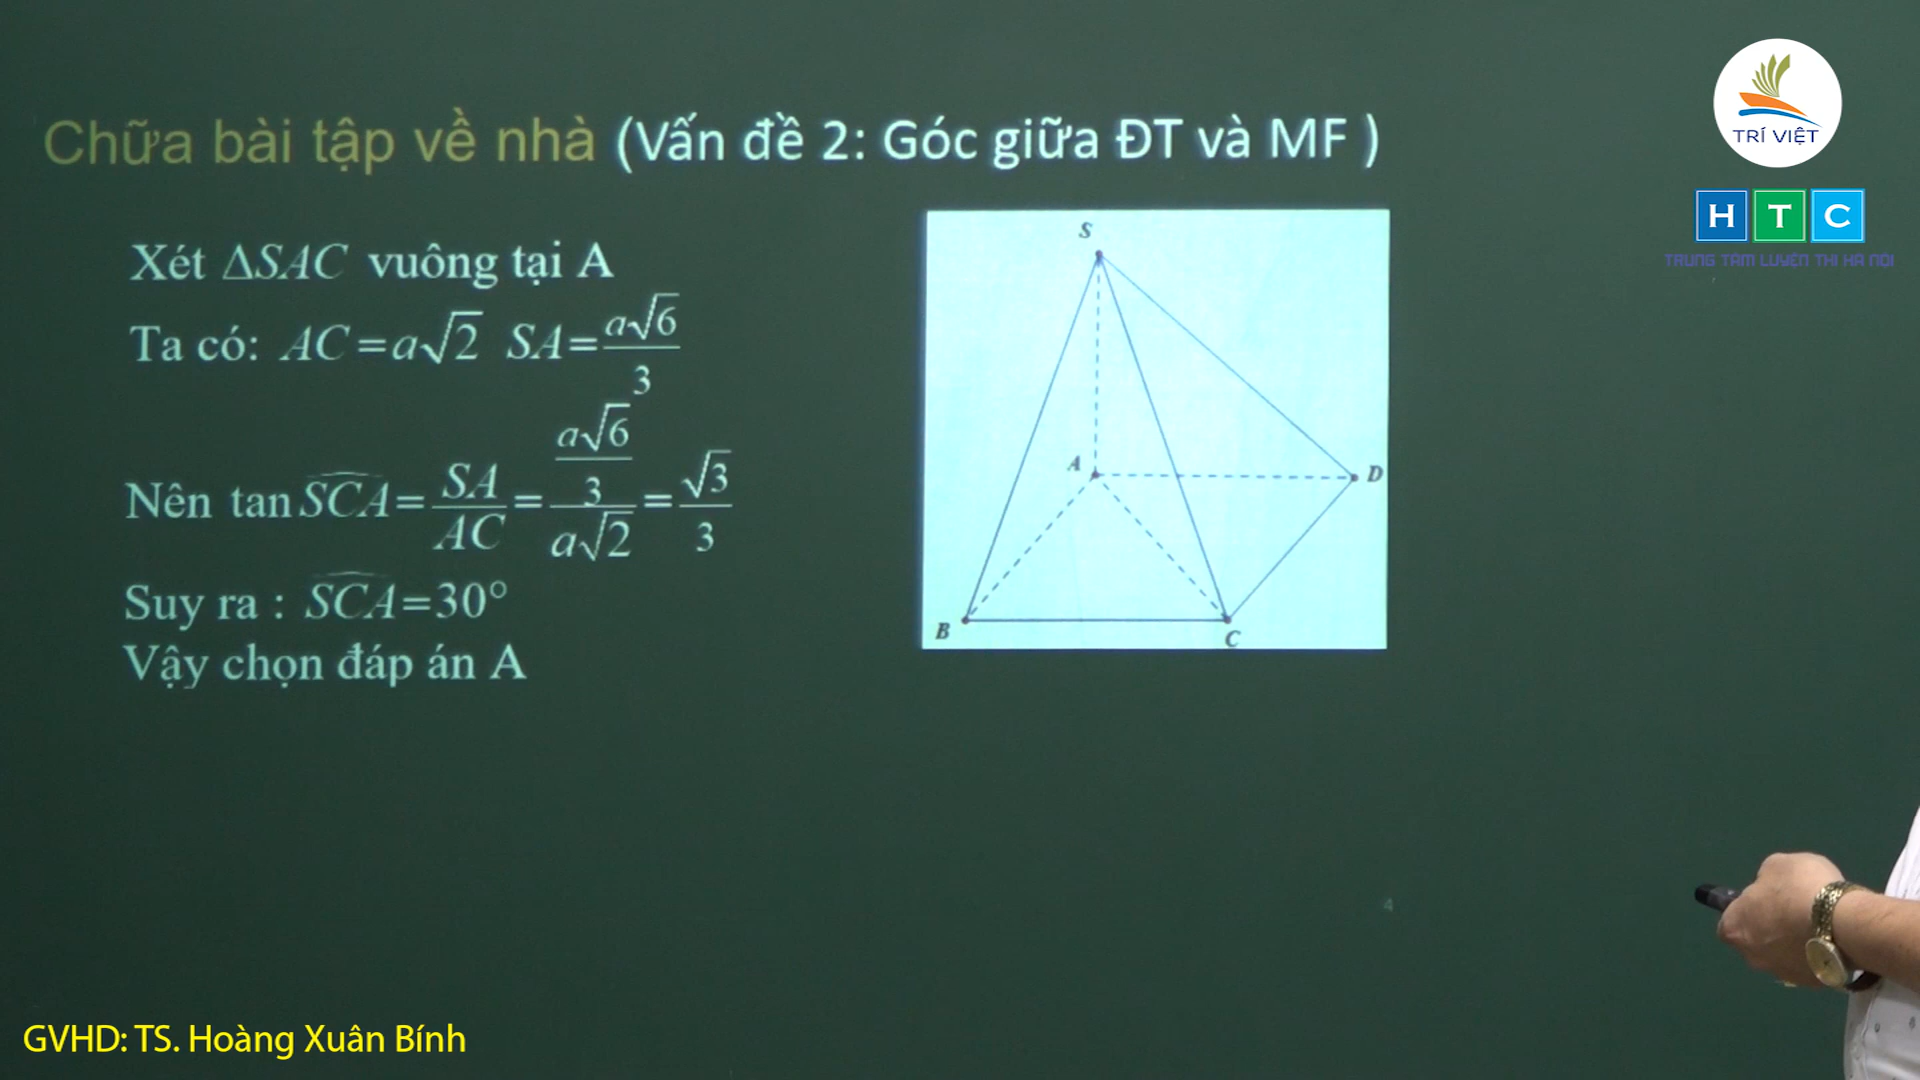 Chữa bài tập về nhà (Vấn đề 2: Góc giữa ĐT và MF )
TRÍ VIỆT
H T C
TRUNG TÂM LUYỆN THI HÀ NỘI
Xét ΔSAC vuông tại A
Ta có: AC = a√2 SA = a√6/3
Nên tan SCA = SA/AC = (a√6/3)/(a√2) = √3/3
Suy ra : SCA = 30°
Vậy chọn đáp án A
S
A
D
B
C
4
GVHD: TS. Hoàng Xuân Bính